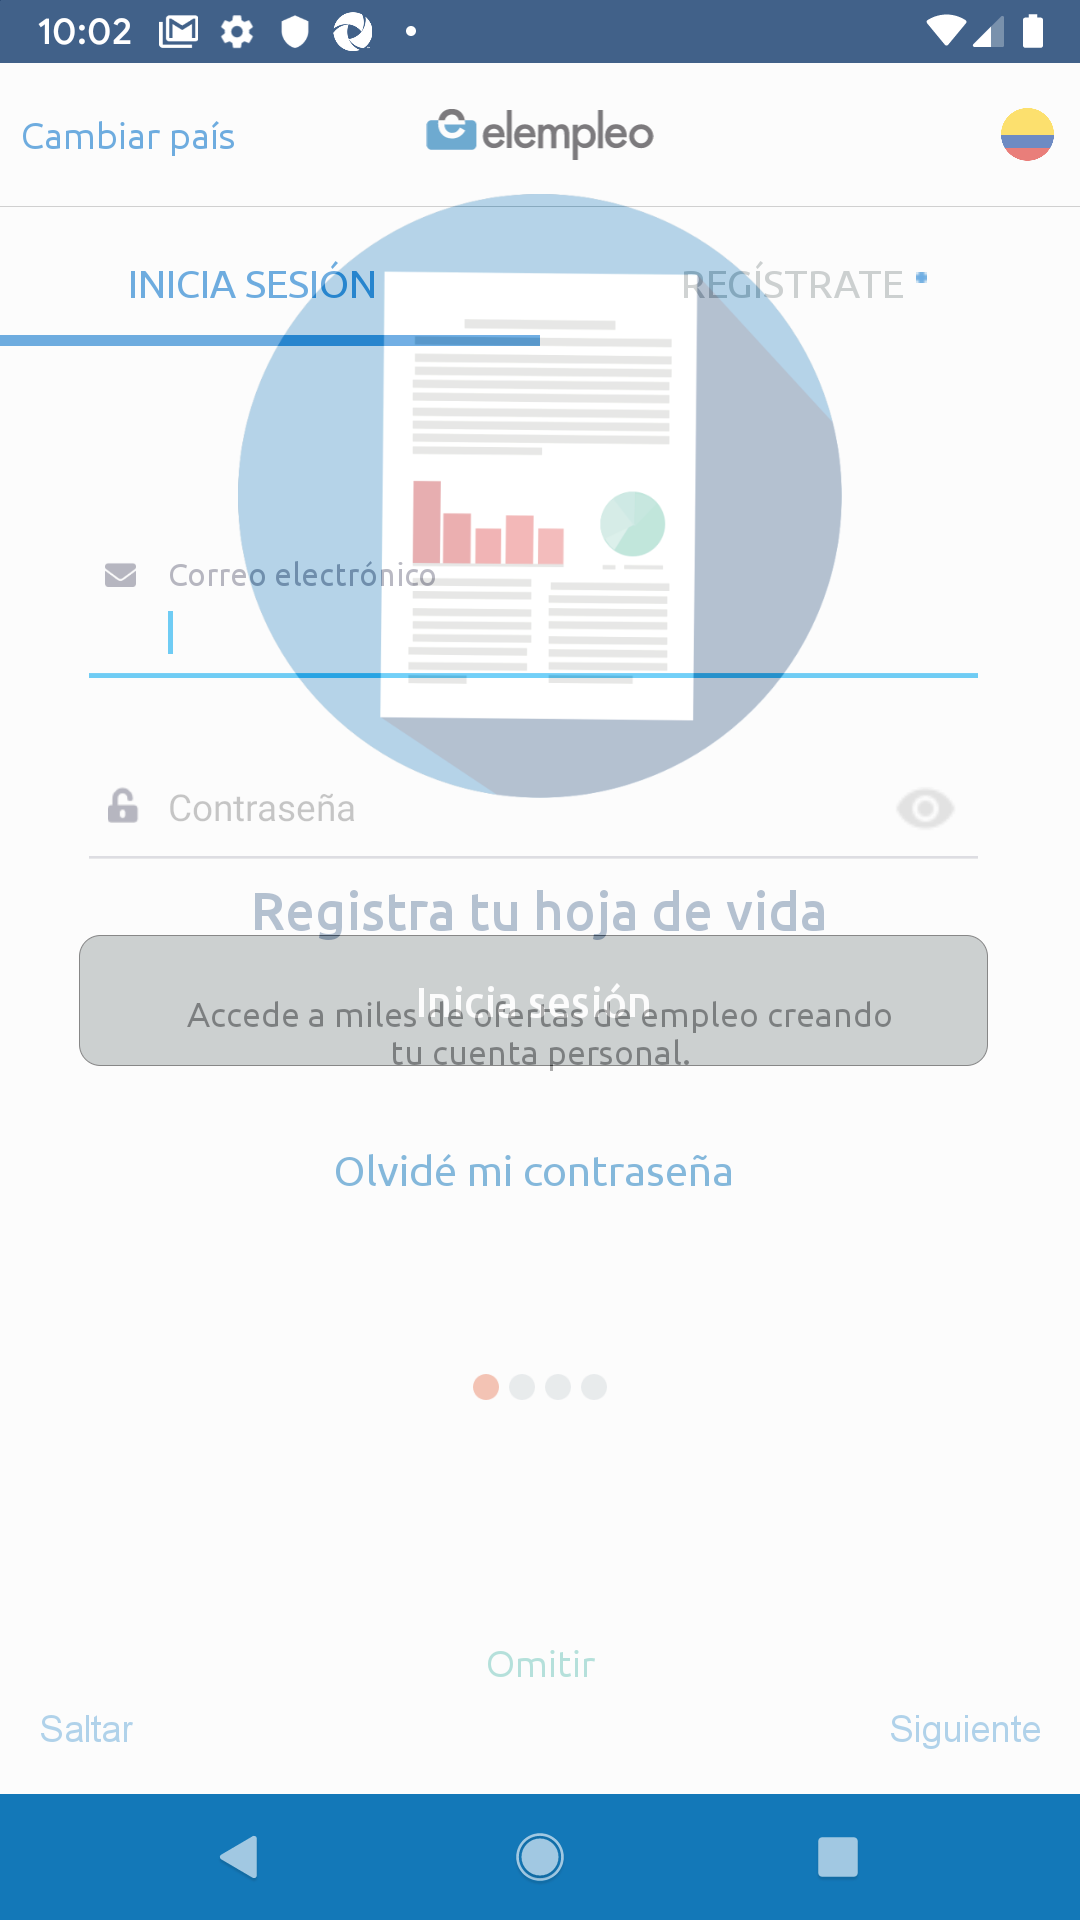 10:02
Cambiar país
elempleo
INICIA SESIÓN
REGÍSTRATE
Correo electrónico
Contraseña
Registra tu hoja de vida
Inicia sesión
Accede a miles de ofertas de empleo creando
tu cuenta personal.
Olvidé mi contraseña
Omitir
Saltar
Siguiente